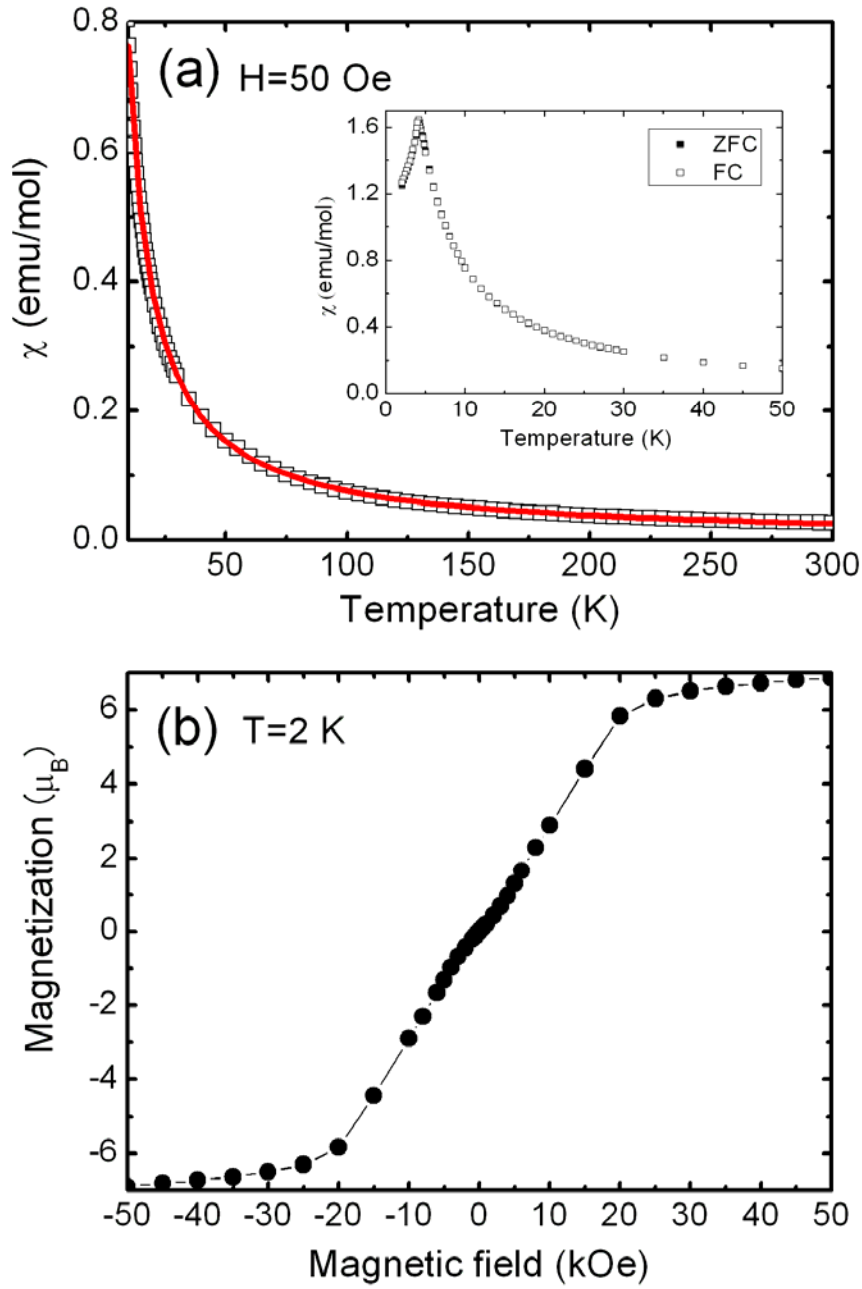 (a) H=50 Oe
0.8
0.6
0.4
0.2
0.0
χ (emu/mol)
50 100 150 200 250 300
Temperature (K)
1.6
1.2
0.8
0.4
0.0
χ (emu/mol)
ZFC
FC
0 10 20 30 40 50
Temperature (K)
(b) T=2 K
6
4
2
0
-2
-4
-6
Magnetization (μB)
-50 -40 -30 -20 -10 0 10 20 30 40 50
Magnetic field (kOe)